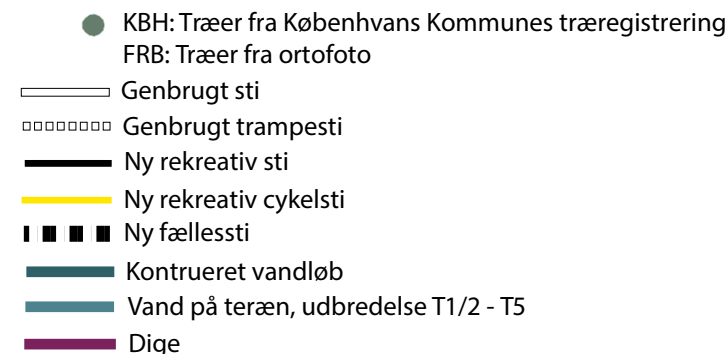 KBH: Træer fra Københvans Kommunes træregistrering
FRB: Træer fra ortofoto
Genbrugt sti
Genbrugt trampesti
Ny rekreativ sti
Ny rekreativ cykelsti
Ny fællessti
Kontrueret vandløb
Vand på teræn, udbredelse T1/2 - T5
Dige